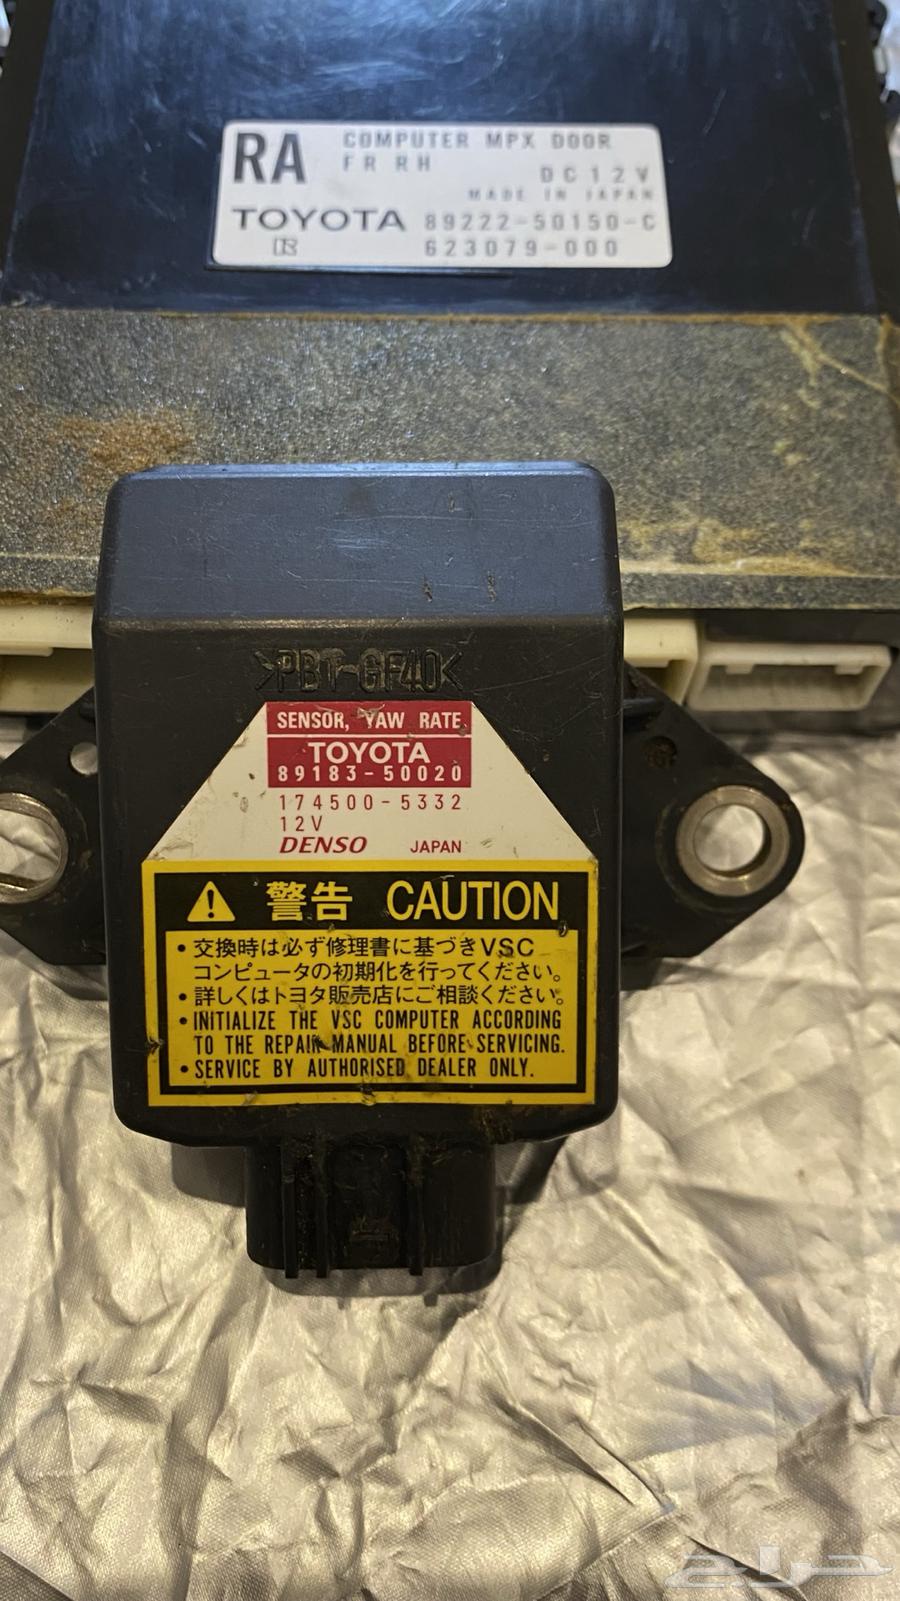 RA
COMPUTER MPX DOOR
FR RH
DC12V
MADE IN JAPAN
TOYOTA 89222-50150-C
R 623079-000
>PBT-GF40<
SENSOR, YAW RATE
TOYOTA
89183-50020
174500-5332
12V
DENSO JAPAN
警告 CAUTION
・交換時は必ず修理書に基づきVSC
コンピュータの初期化を行ってください。
・詳しくはトヨタ販売店にご相談ください。
・INITIALIZE THE VSC COMPUTER ACCORDING
TO THE REPAIR MANUAL BEFORE SERVICING.
・SERVICE BY AUTHORISED DEALER ONLY.
حراج